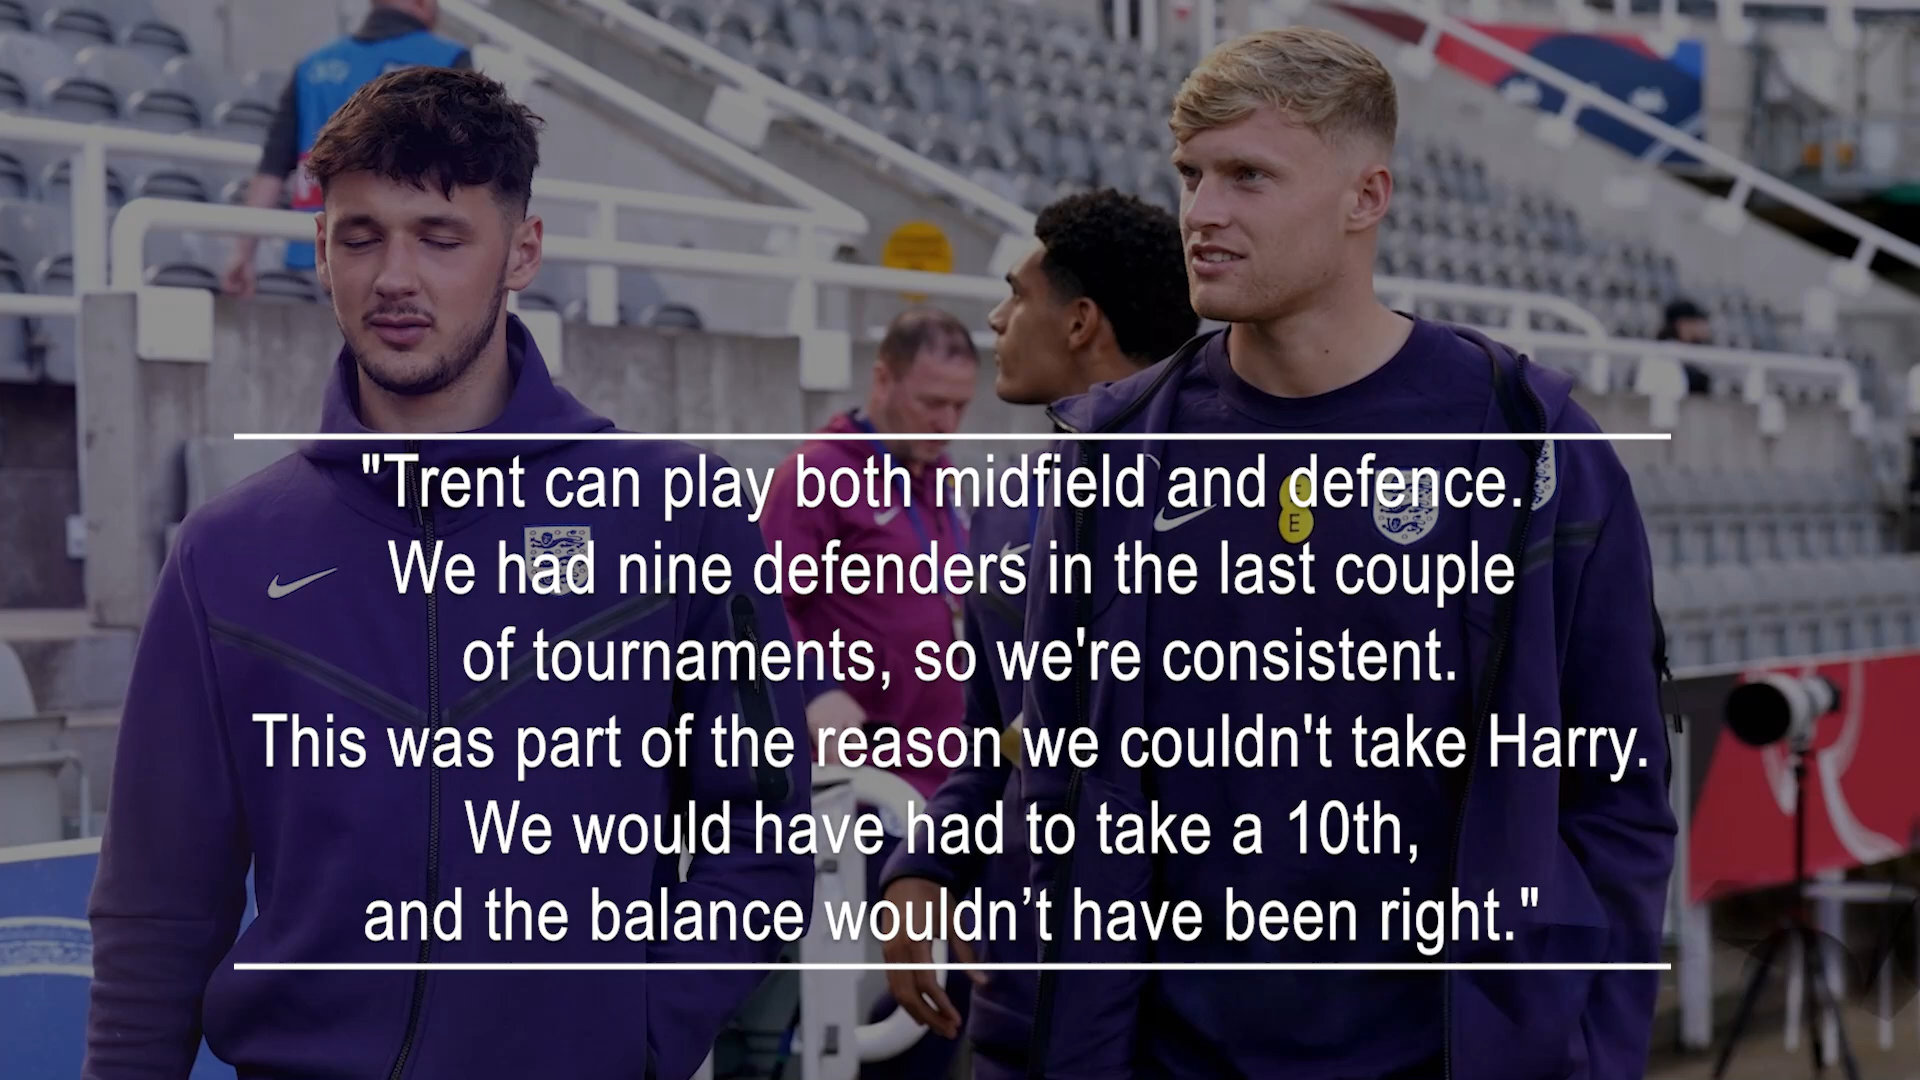 "Trent can play both midfield and defence.
We had nine defenders in the last couple
of tournaments, so we're consistent.
This was part of the reason we couldn't take Harry.
We would have had to take a 10th,
and the balance wouldn’t have been right."
E